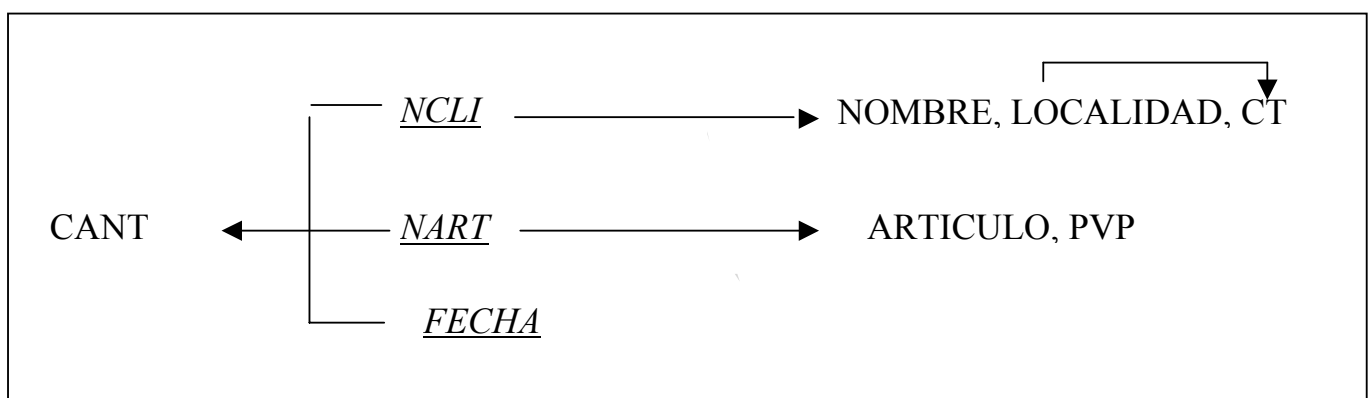 NCLI NOMBRE, LOCALIDAD, CT
CANT NART ARTICULO, PVP
FECHA